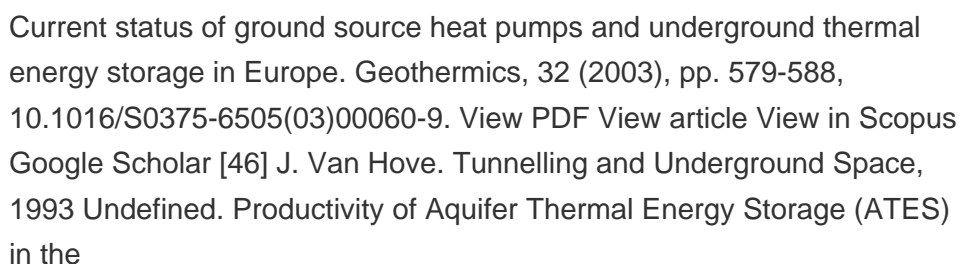 Current status of ground source heat pumps and underground thermal
energy storage in Europe. Geothermics, 32 (2003), pp. 579-588,
10.1016/S0375-6505(03)00060-9. View PDF View article View in Scopus
Google Scholar [46] J. Van Hove. Tunnelling and Underground Space,
1993 Undefined. Productivity of Aquifer Thermal Energy Storage (ATES)
in the